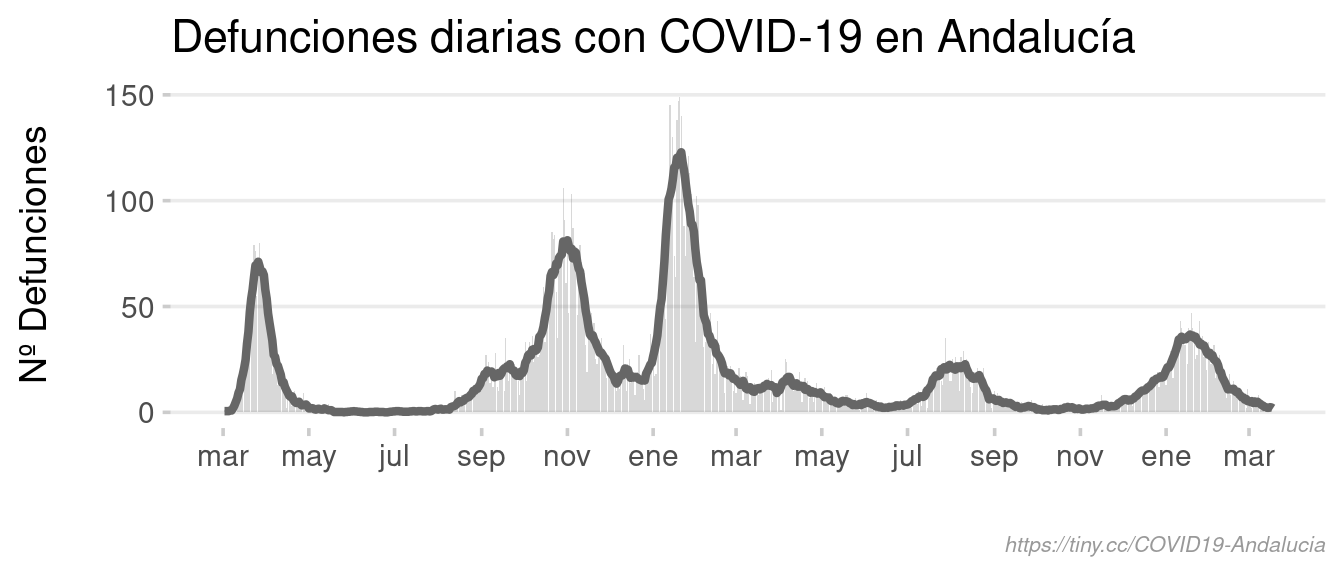 Defunciones diarias con COVID-19 en Andalucía
Nº Defunciones
150
100
50
0
mar may jul sep nov ene mar may jul sep nov ene mar
https://tiny.cc/COVID19-Andalucia